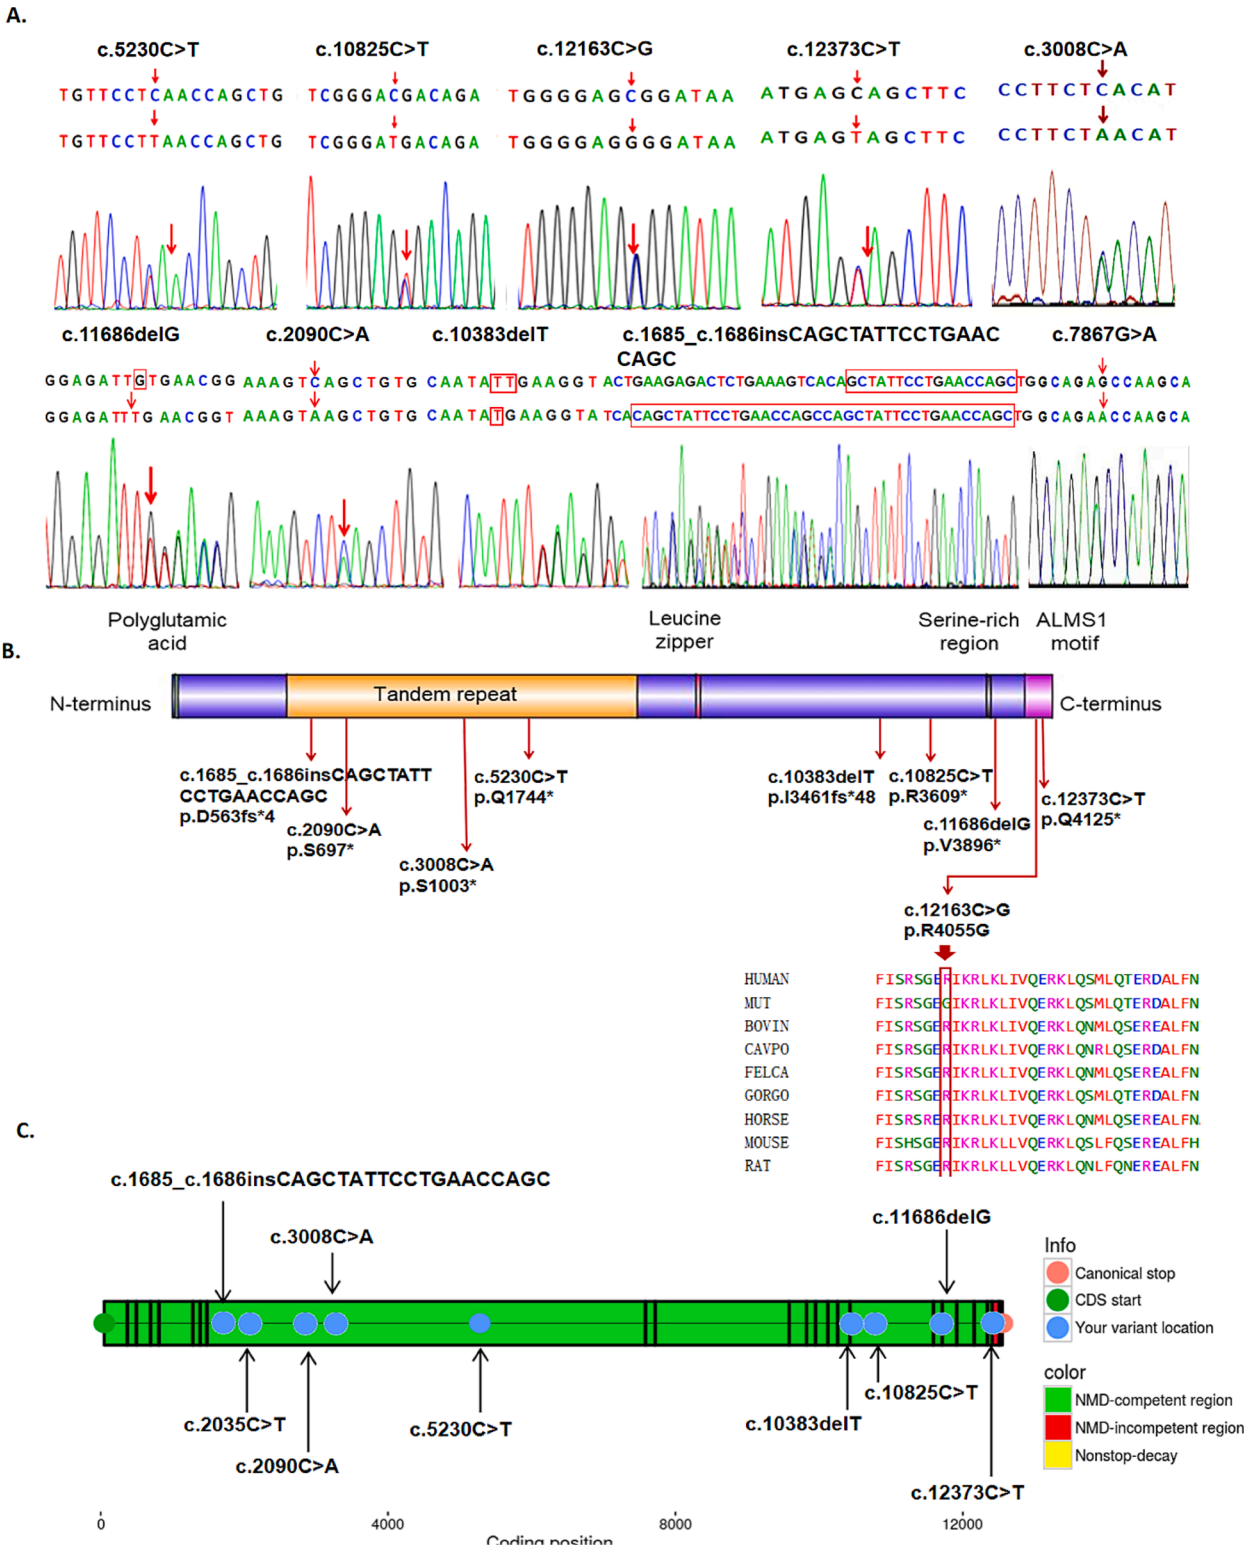 A.
c.5230C>T c.10825C>T c.12163C>G c.12373C>T c.3008C>A
TGTTCCTCAACCAGCTG TCGGGACGACAGA TGGGGAGCGGATAA ATGAGCAGCTTC CCTTCTCACAT
TGTTCCTTAACCAGCTG TCGGGATGACAGA TGGGGAGGGGATAA ATGAGTAGCTTC CCTTCTAACAT
c.11686delG c.2090C>A c.10383delT c.1685_c.1686insCAGCTATTCCTGAAC c.7867G>A
CAGC
GGAGATTGTGAACGG AAAGTCAGCTGTG CAATATTGAAGGT ACTGAAGAGACTCTGAAAGTCACAGCTATTCCTGAACCAGCTGGCAGAGCCAAGCA
GGAGATTTGAACGGT AAAGTAAGCTGTG CAATATGAAGGTA TCACAGCTATTCCTGAACCAGCCAGCTATTCCTGAACCAGCTGGCAGAACCAAGCA
Polyglutamic Leucine Serine-rich ALMS1
acid zipper region motif
B.
N-terminus Tandem repeat C-terminus
c.1685_c.1686insCAGCTATT
CCTGAACCAGC
p.D563fs*4
c.2090C>A
p.S697*
c.3008C>A
p.S1003*
c.5230C>T
p.Q1744*
c.10383delT
p.I3461fs*48
c.10825C>T
p.R3609*
c.11686delG
p.V3896*
c.12373C>T
p.Q4125*
c.12163C>G
p.R4055G
HUMAN FISRSGERIKRLKLIVQERKLQSMLQTERDALFN
MUT FISRSGEGIKRLKLIVQERKLQSMLQTERDALFN
BOVIN FISRSGERIKRLKLIVQERKLQNMLQSEREALFN
CAVPO FISRSGERIKRLKLIVQERKLQNRLQSERDALFN
FELCA FISRSGERIKRLKLIVQERKLQNMLQSEREALFN
GORGO FISRSGERIKRLKLIVQERKLQSMLQTERDALFN
HORSE FISRSRERIKRLKLIVQERKLQNMLQSEREALFN
MOUSE FISHSGERIKRLKLLVQERKLQSLFQSEREALFH
RAT FISRSGERIKRLKLLVQERKLQNLFQNEREALFN
C.
c.1685_c.1686insCAGCTATTCCTGAACCAGC
c.3008C>A
c.11686delG
c.2035C>T
c.2090C>A
c.5230C>T
c.10383delT
c.10825C>T
c.12373C>T
Info
Canonical stop
CDS start
Your variant location
color
NMD-competent region
NMD-incompetent region
Nonstop-decay
0 4000 8000 12000
Coding position